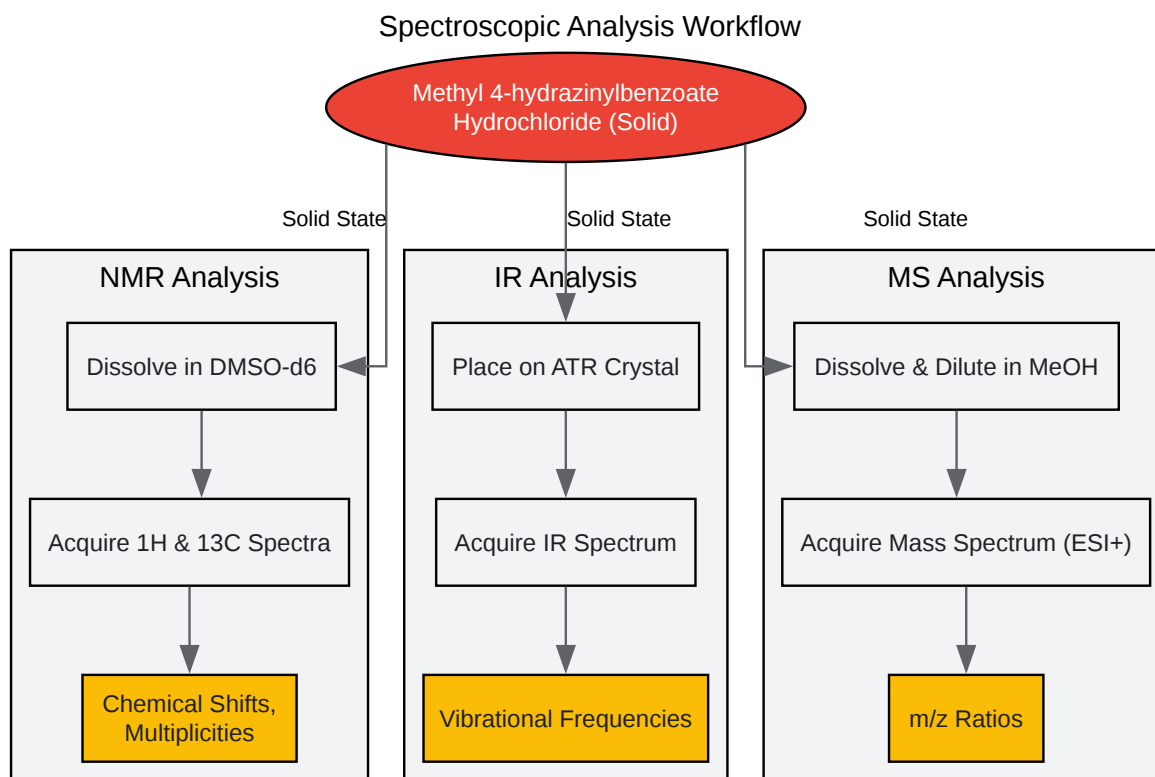 Spectroscopic Analysis Workflow
Methyl 4-hydrazinylbenzoate
Hydrochloride (Solid)
Solid State
Solid State
Solid State
NMR Analysis
IR Analysis
MS Analysis
Dissolve in DMSO-d6
Place on ATR Crystal
Dissolve & Dilute in MeOH
Acquire 1H & 13C Spectra
Acquire IR Spectrum
Acquire Mass Spectrum (ESI+)
Chemical Shifts,
Multiplicities
Vibrational Frequencies
m/z Ratios